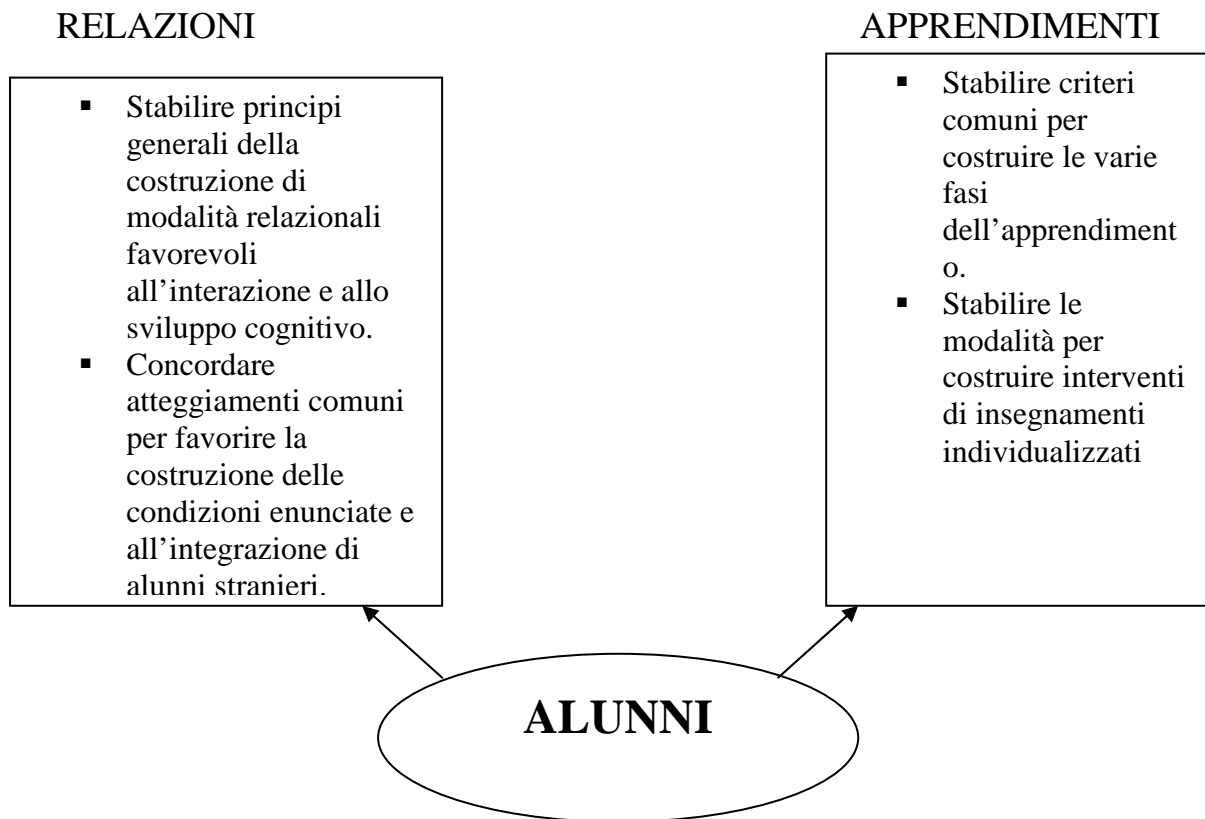 RELAZIONI
▪ Stabilire principi
generali della
costruzione di
modalità relazionali
favorevoli
all’interazione e allo
sviluppo cognitivo.
▪ Concordare
atteggiamenti comuni
per favorire la
costruzione delle
condizioni enunciate e
all’integrazione di
alunni stranieri.
APPRENDIMENTI
▪ Stabilire criteri
comuni per
costruire le varie
fasi
dell’apprendiment
o.
▪ Stabilire le
modalità per
costruire interventi
di insegnamenti
individualizzati
ALUNNI